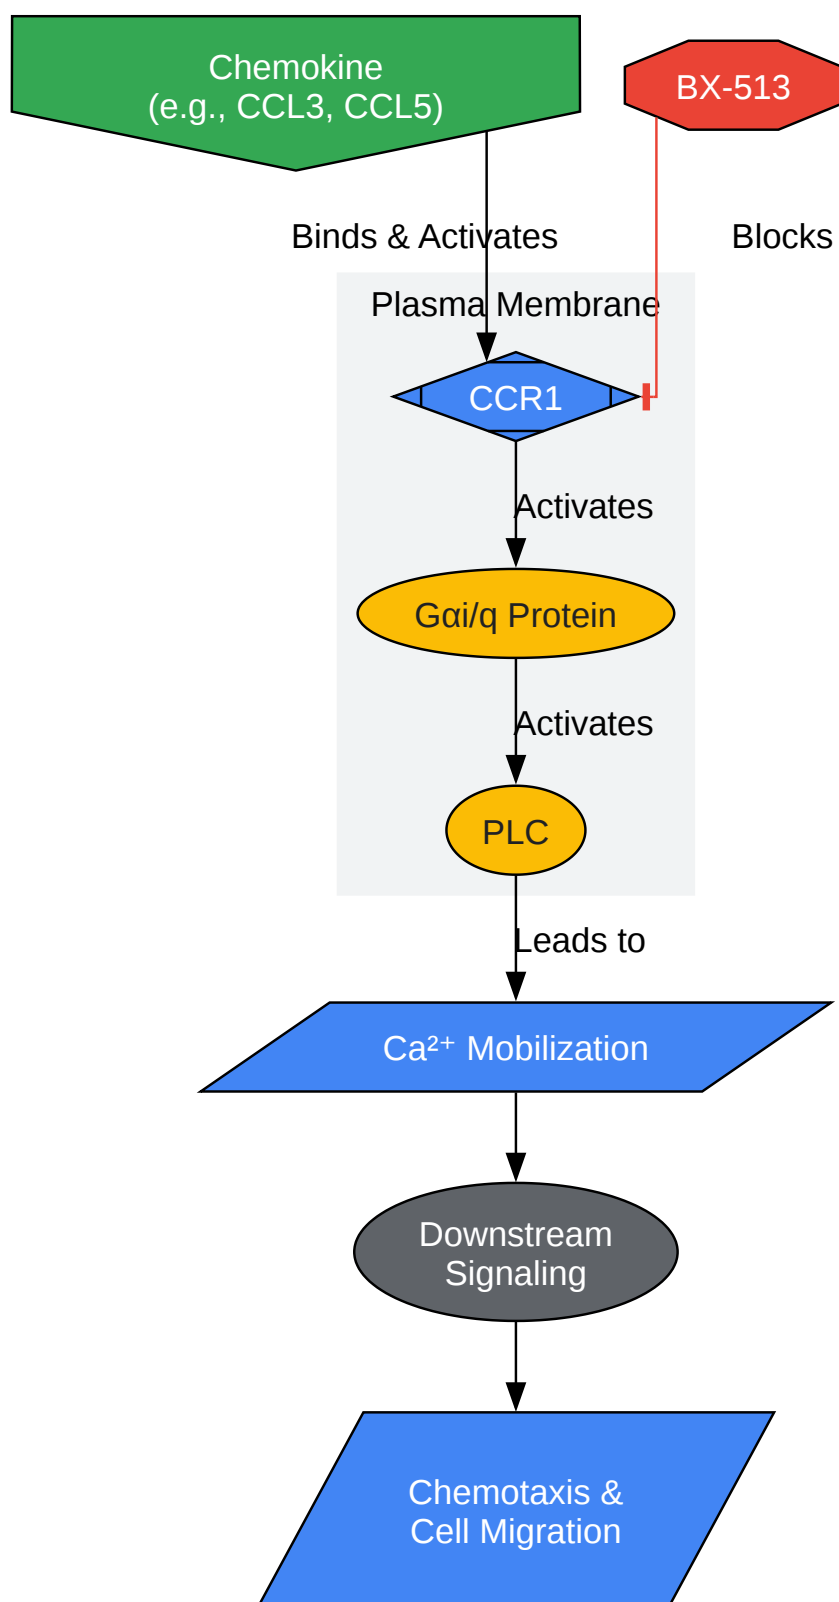 Chemokine
(e.g., CCL3, CCL5)
BX-513
Binds & Activates
Blocks
Plasma Membrane
CCR1
Activates
Gαi/q Protein
Activates
PLC
Leads to
Ca²⁺ Mobilization
Downstream
Signaling
Chemotaxis &
Cell Migration